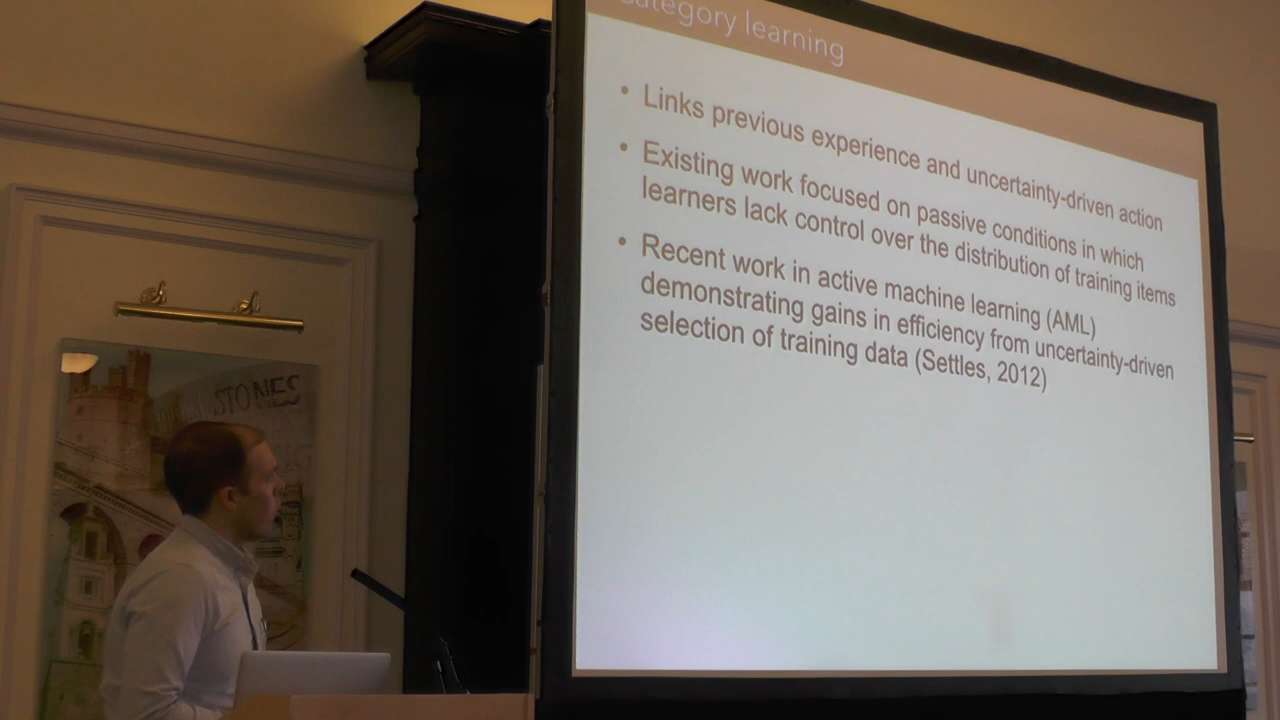 Category learning
• Links previous experience and uncertainty-driven action
• Existing work focused on passive conditions in which
learners lack control over the distribution of training items
• Recent work in active machine learning (AML)
demonstrating gains in efficiency from uncertainty-driven
selection of training data (Settles, 2012)
STONES